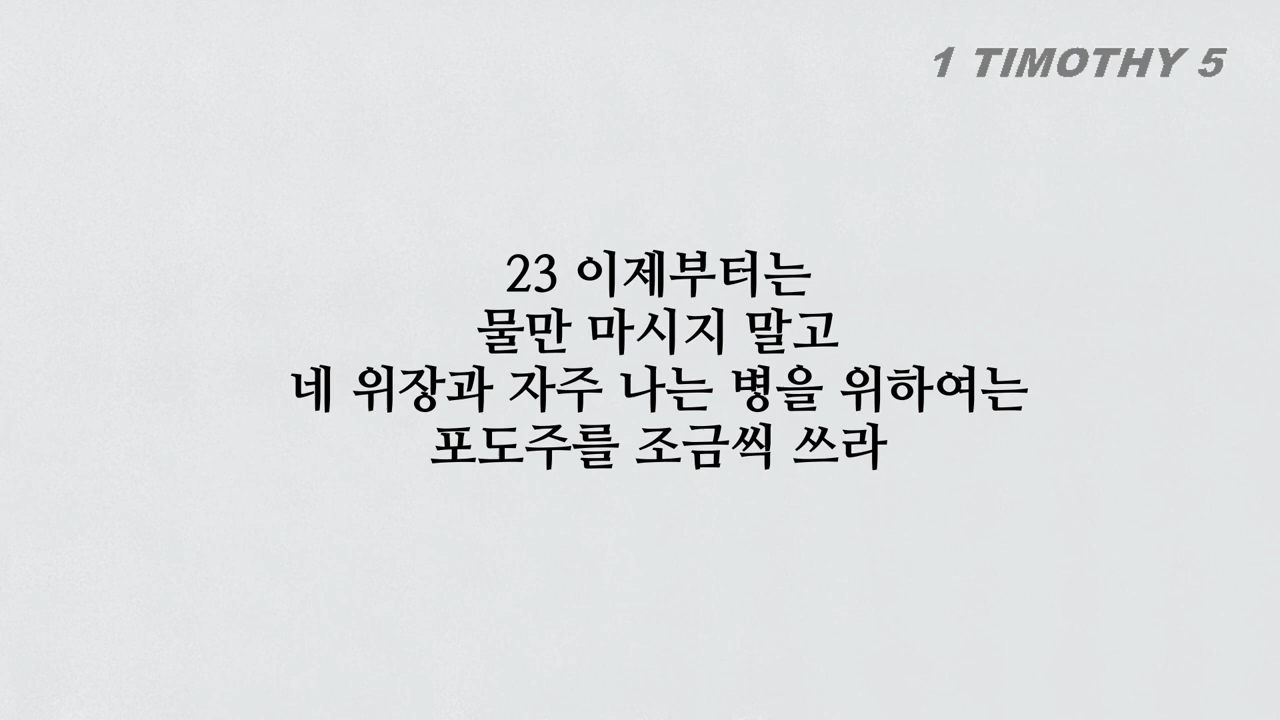 1 TIMOTHY 5
23 이제부터는
물만 마시지 말고
네 위장과 자주 나는 병을 위하여는
포도주를 조금씩 쓰라